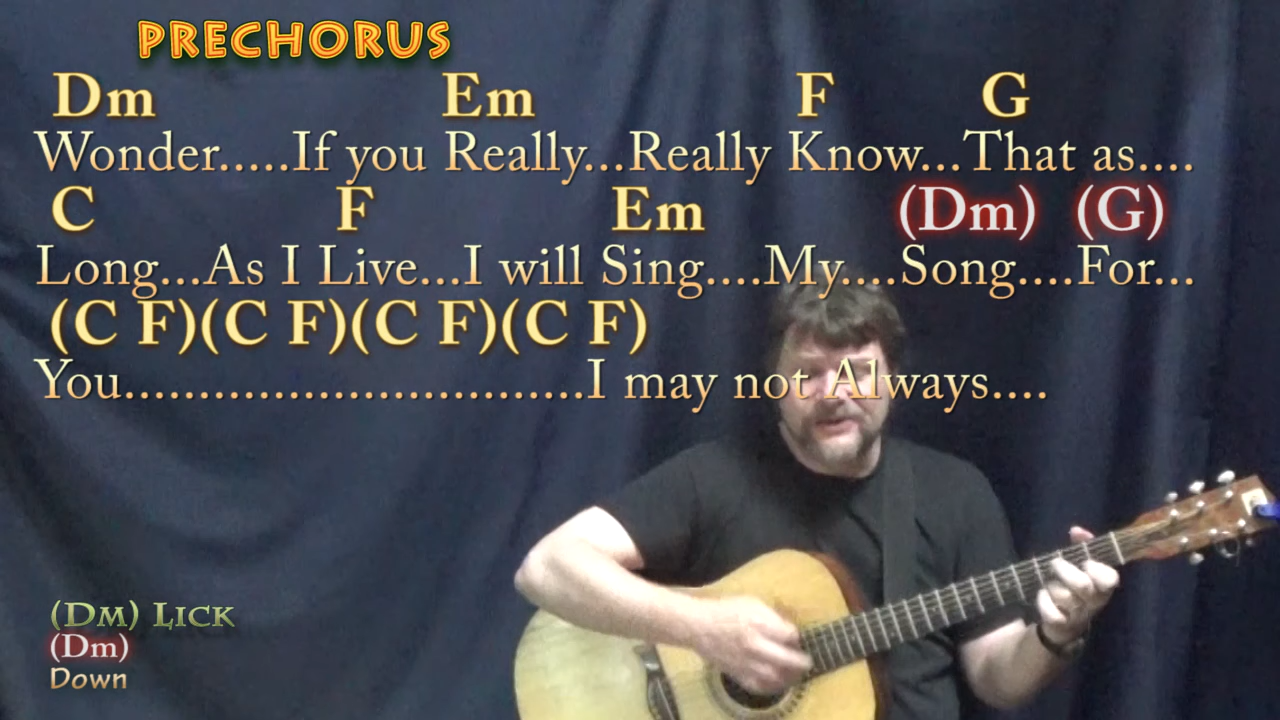 PRECHORUS
Dm Em F G
Wonder.....If you Really...Really Know...That as....
C F Em (Dm) (G)
Long...As I Live...I will Sing....My....Song....For...
(C F)(C F)(C F)(C F)
You...............................I may not Always....
(DM) LICK
(Dm)
Down